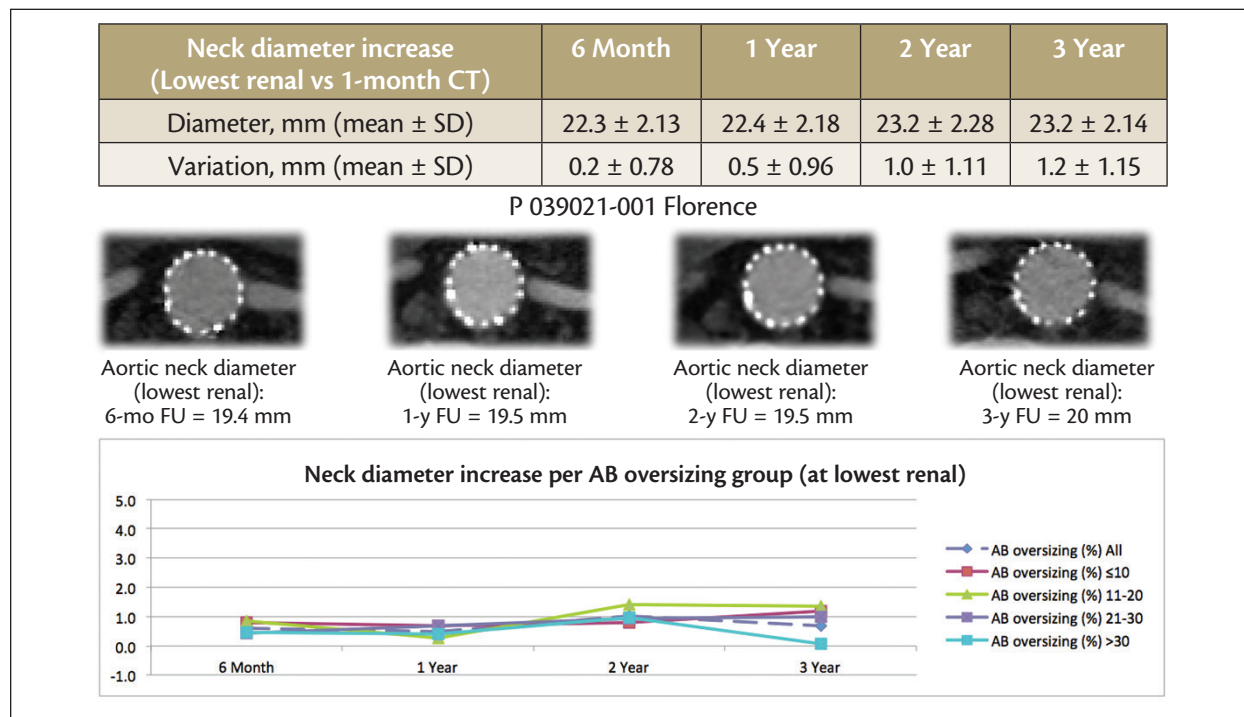 Neck diameter increase
(Lowest renal vs 1-month CT)
6 Month
1 Year
2 Year
3 Year
Diameter, mm (mean ± SD)
22.3 ± 2.13
22.4 ± 2.18
23.2 ± 2.28
23.2 ± 2.14
Variation, mm (mean ± SD)
0.2 ± 0.78
0.5 ± 0.96
1.0 ± 1.11
1.2 ± 1.15
P 039021-001 Florence
Aortic neck diameter
(lowest renal):
6-mo FU = 19.4 mm
Aortic neck diameter
(lowest renal):
1-y FU = 19.5 mm
Aortic neck diameter
(lowest renal):
2-y FU = 19.5 mm
Aortic neck diameter
(lowest renal):
3-y FU = 20 mm
Neck diameter increase per AB oversizing group (at lowest renal)
5.0
4.0
3.0
2.0
1.0
0.0
-1.0
6 Month
1 Year
2 Year
3 Year
AB oversizing (%) All
AB oversizing (%) ≤10
AB oversizing (%) 11-20
AB oversizing (%) 21-30
AB oversizing (%) >30